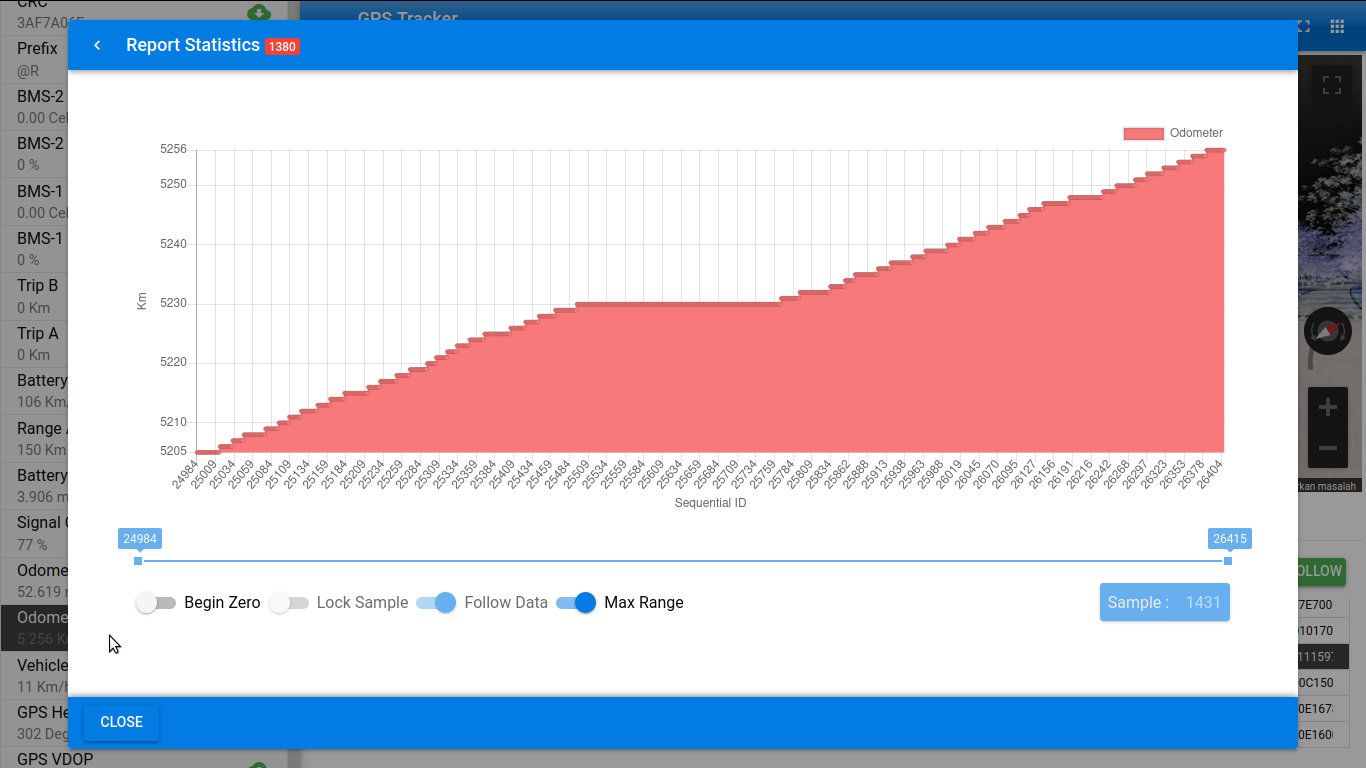 CRC
3AF7A06F
Prefix
@R
BMS-2
0.00 Cel
BMS-2
0 %
BMS-1
0.00 Cel
BMS-1
0 %
Trip B
0 Km
Trip A
0 Km
Battery
106 Km/
Range
150 Km
Battery
3.906 m
Signal
77 %
Odome
52.619 m
Odome
5.256 K
Vehicle
11 Km/h
GPS He
302 Deg
GPS VDOP
GPS Tracker
Report Statistics 1380
Odometer
Km
5256
5250
5240
5230
5220
5210
5205
24984 25009 25034 25059 25084 25109 25134 25159 25184 25209 25234 25259 25284 25309 25334 25359 25384 25409 25434 25459 25484 25509 25534 25559 25584 25609 25634 25659 25684 25709 25734 25759 25784 25809 25834 25862 25888 25913 25938 25963 25988 26019 26045 26070 26095 26127 26156 26191 26216 26242 26268 26297 26323 26353 26378 26404
Sequential ID
24984
26415
Begin Zero
Lock Sample
Follow Data
Max Range
Sample : 1431
CLOSE
kan masalah
OLLOW
7E700
10170
11159
0C150
0E167
0E160